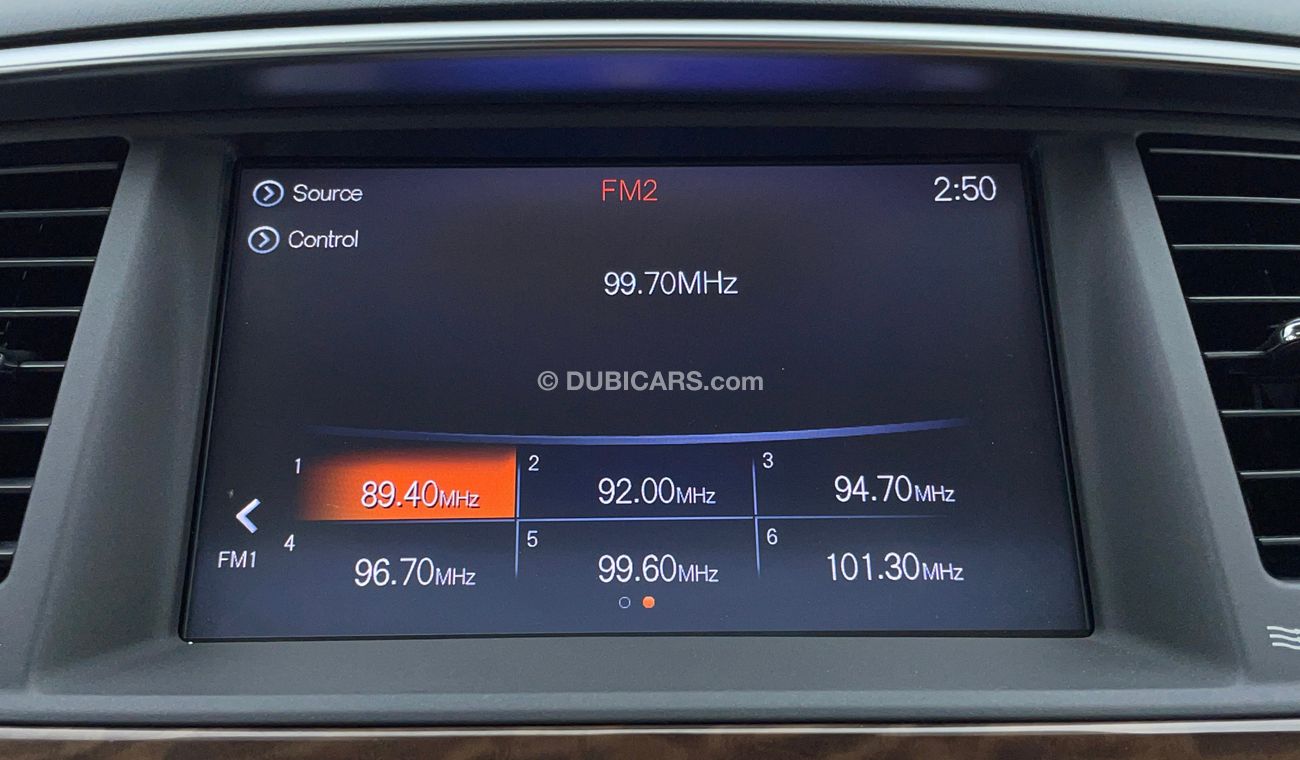 Source
FM2
2:50
Control
99.70MHz
© DUBICARS.com
1
89.40MHz
2
92.00MHz
3
94.70MHz
FM1
4
96.70MHz
5
99.60MHz
6
101.30MHz